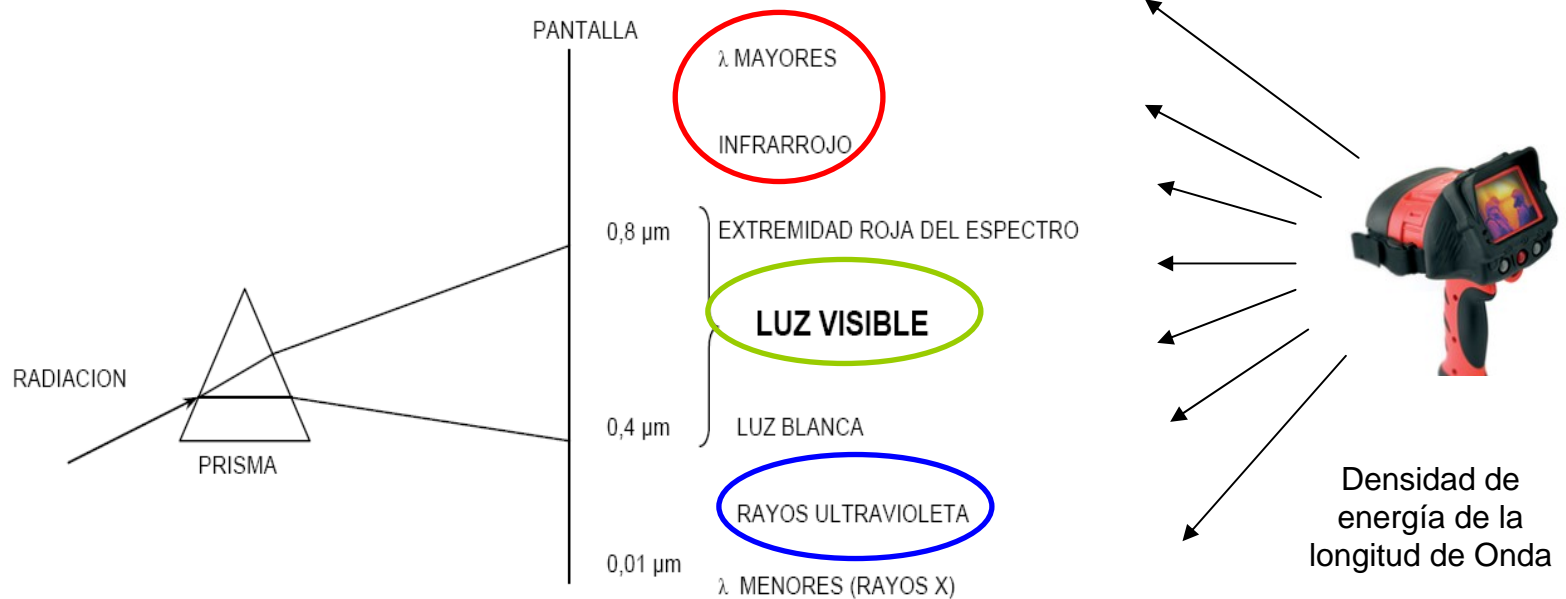 PANTALLA
λ MAYORES
INFRARROJO
0,8 µm
EXTREMIDAD ROJA DEL ESPECTRO
LUZ VISIBLE
RADIACION
PRISMA
0,4 µm
LUZ BLANCA
RAYOS ULTRAVIOLETA
0,01 µm
λ MENORES (RAYOS X)
Densidad de
energía de la
longitud de Onda